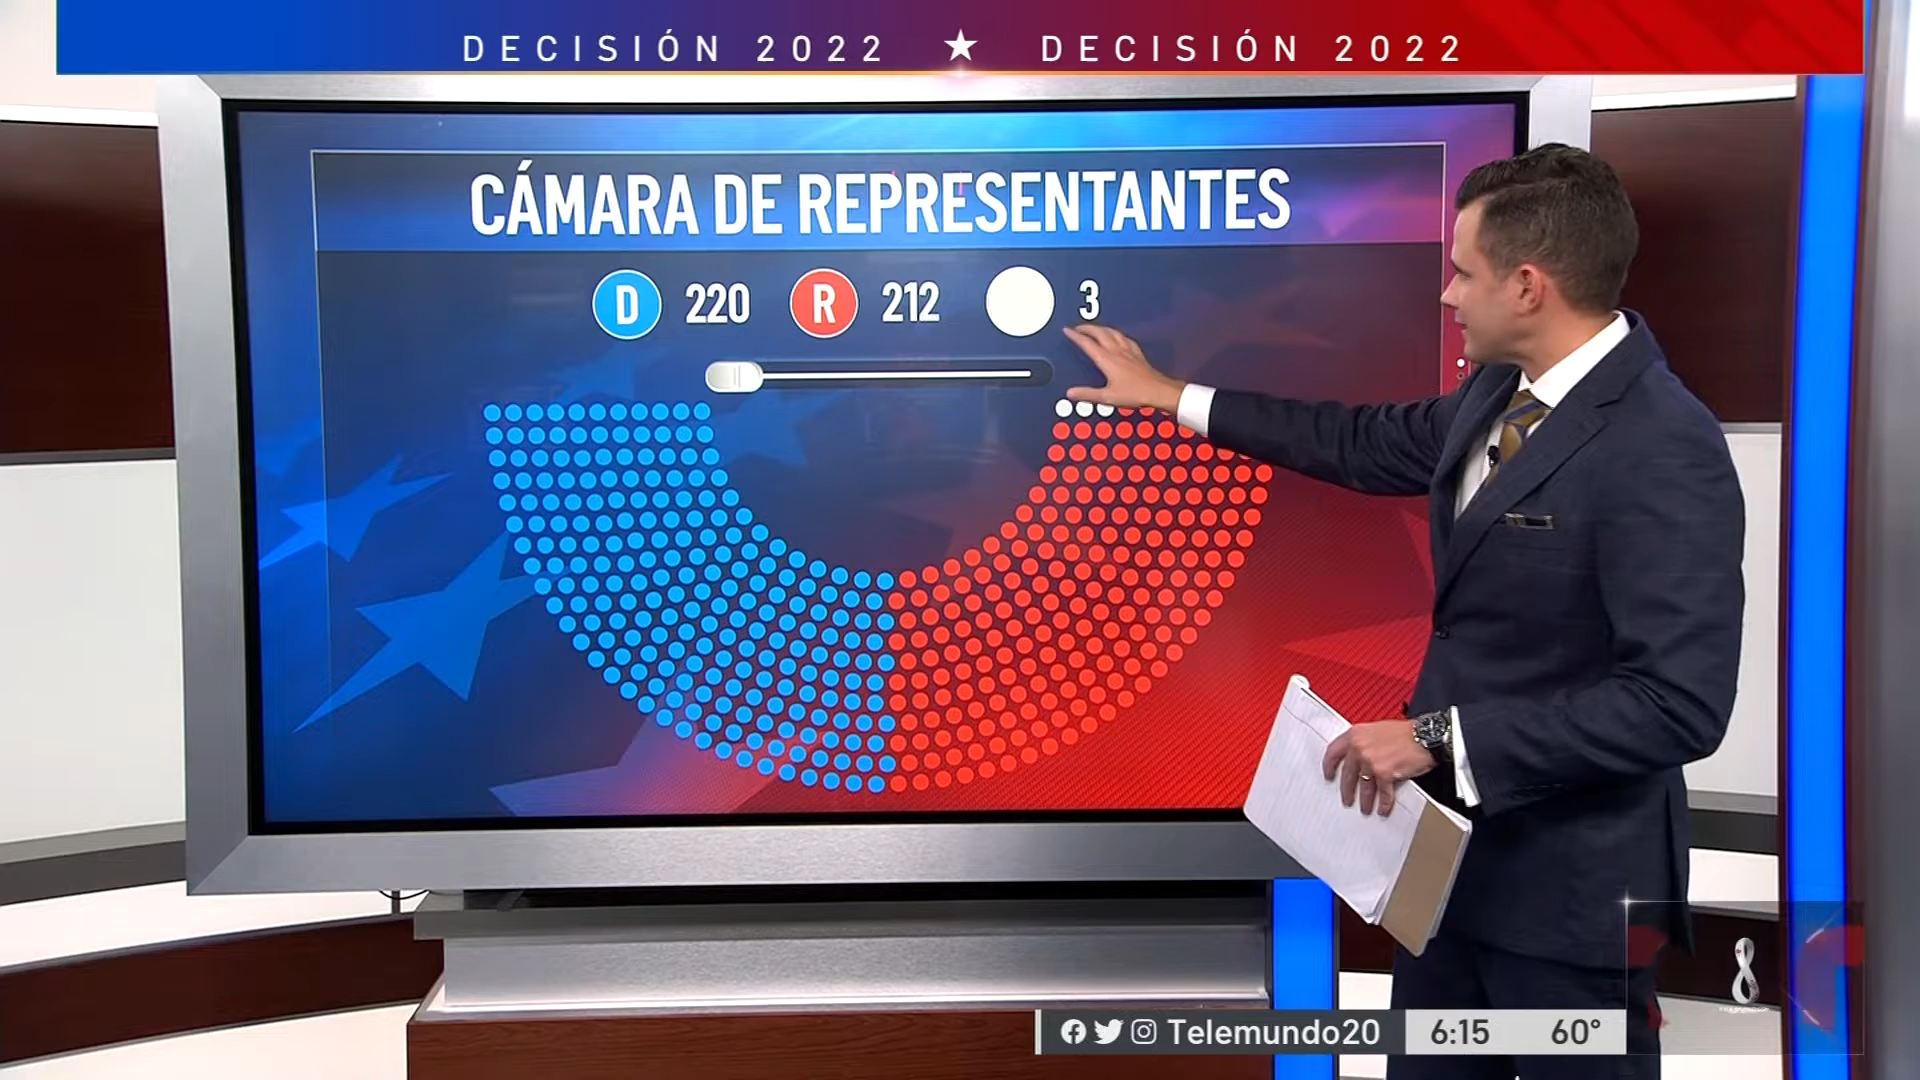 DECISIÓN 2022 ★ DECISIÓN 2022
CÁMARA DE REPRESENTANTES
D 220 R 212 3
Telemundo20 6:15 60°